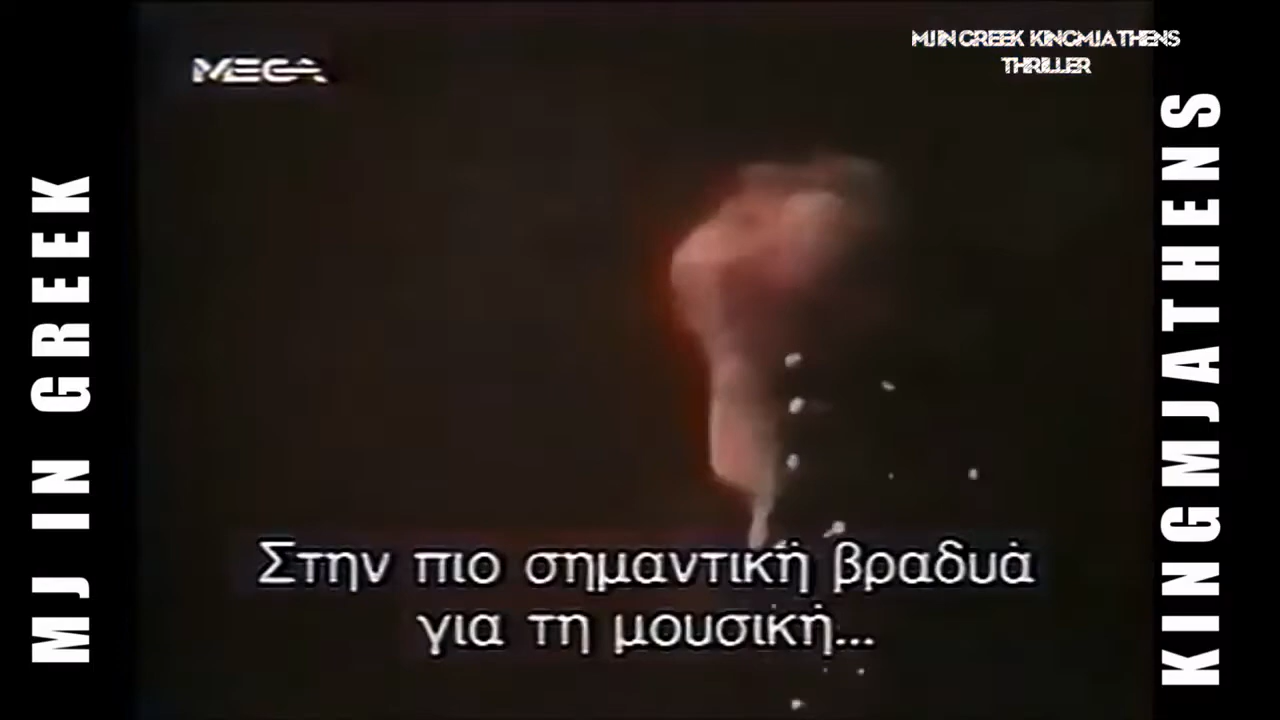 MEGA
MJ IN GREEK KINGMJATHENS
THRILLER
MJ IN GREEK
KINGMJATHENS
Στην πιο σημαντική βραδυά
για τη μουσική...